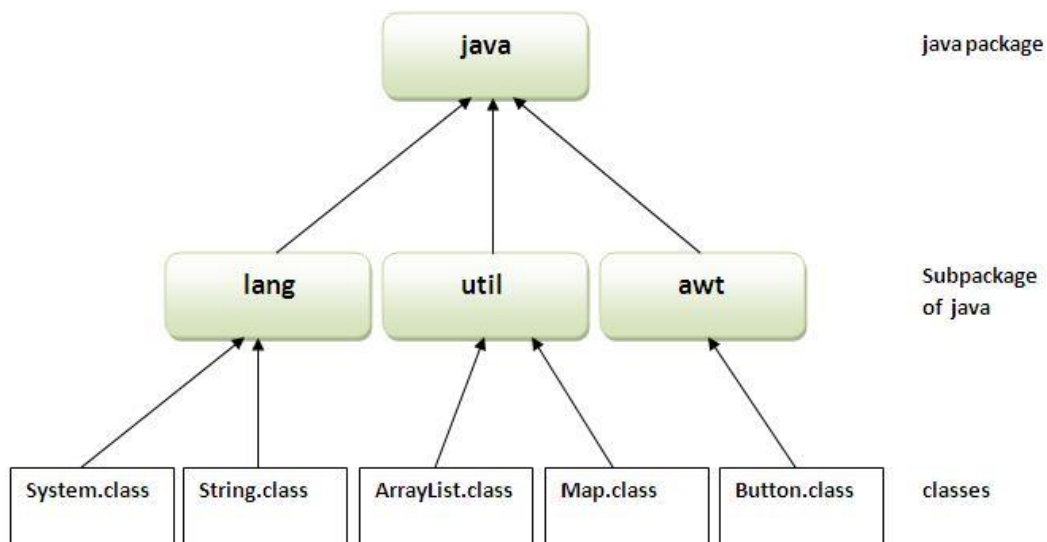 java
java package
lang
util
awt
Subpackage
of java
System.class
String.class
ArrayList.class
Map.class
Button.class
classes